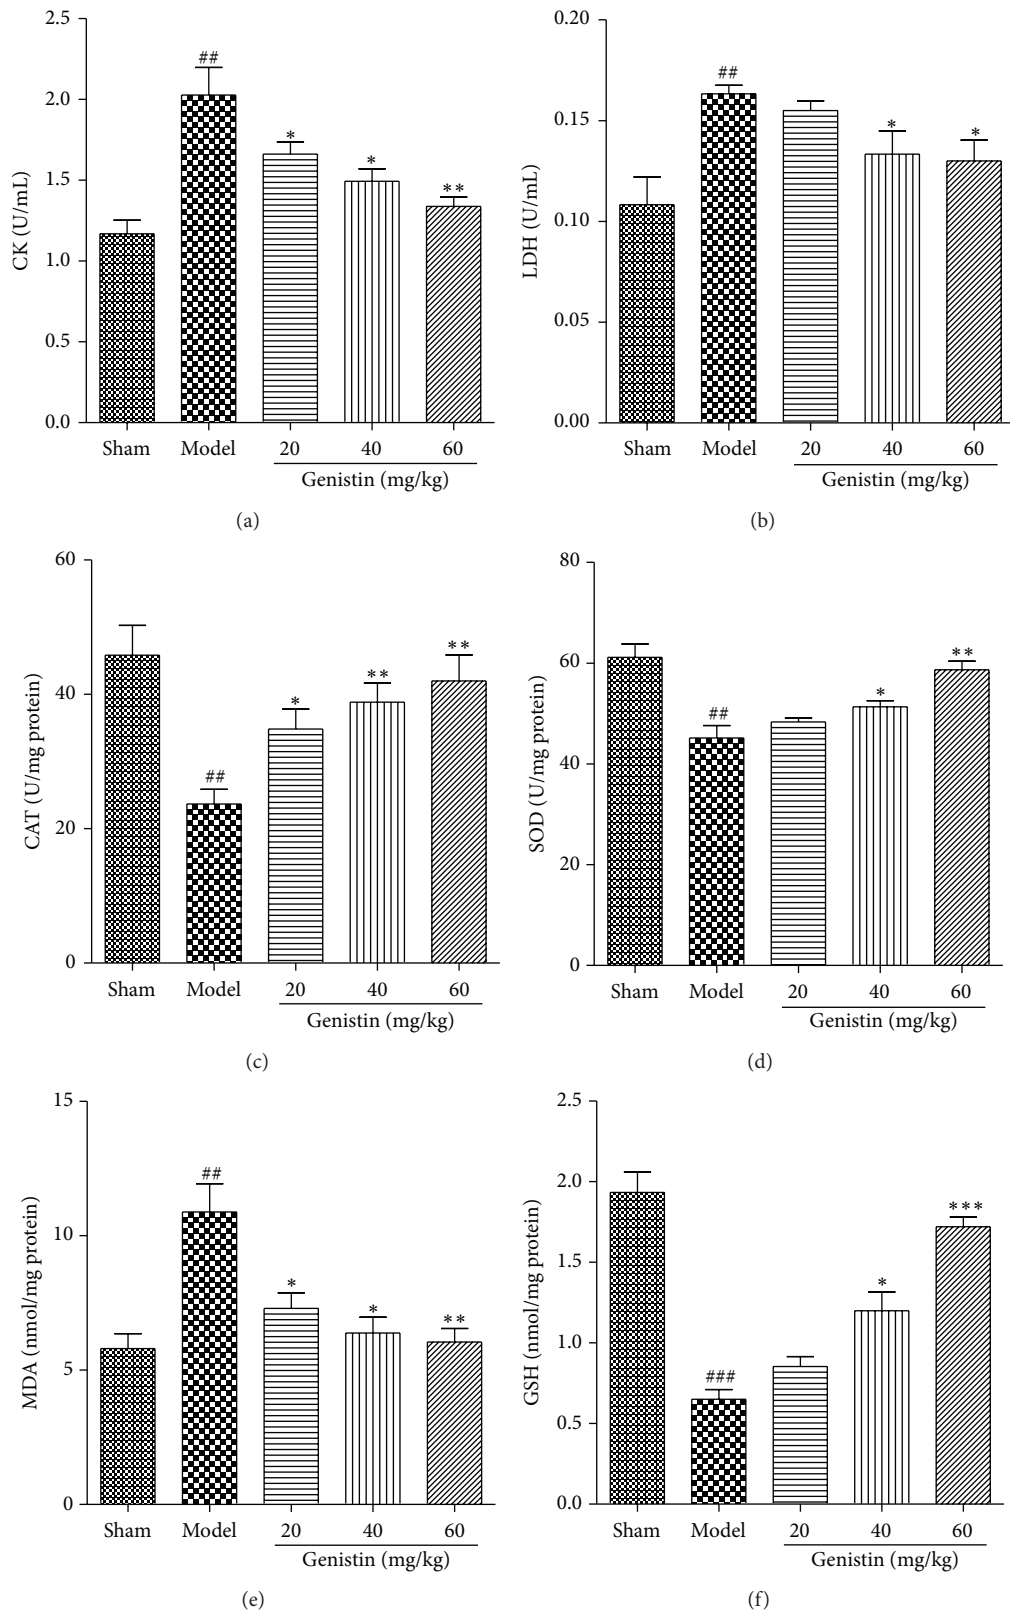 CK (U/mL)
2.5
2.0
1.5
1.0
0.5
0.0
##
*
*
**
Sham Model 20 40 60
Genistin (mg/kg)
(a)
LDH (U/mL)
0.20
0.15
0.10
0.05
0.00
##
*
*
Sham Model 20 40 60
Genistin (mg/kg)
(b)
CAT (U/mg protein)
60
40
20
0
##
*
**
**
Sham Model 20 40 60
Genistin (mg/kg)
(c)
SOD (U/mg protein)
80
60
40
20
0
##
*
**
Sham Model 20 40 60
Genistin (mg/kg)
(d)
MDA (nmol/mg protein)
15
10
5
0
##
*
*
**
Sham Model 20 40 60
Genistin (mg/kg)
(e)
GSH (nmol/mg protein)
2.5
2.0
1.5
1.0
0.5
0.0
###
*
***
Sham Model 20 40 60
Genistin (mg/kg)
(f)